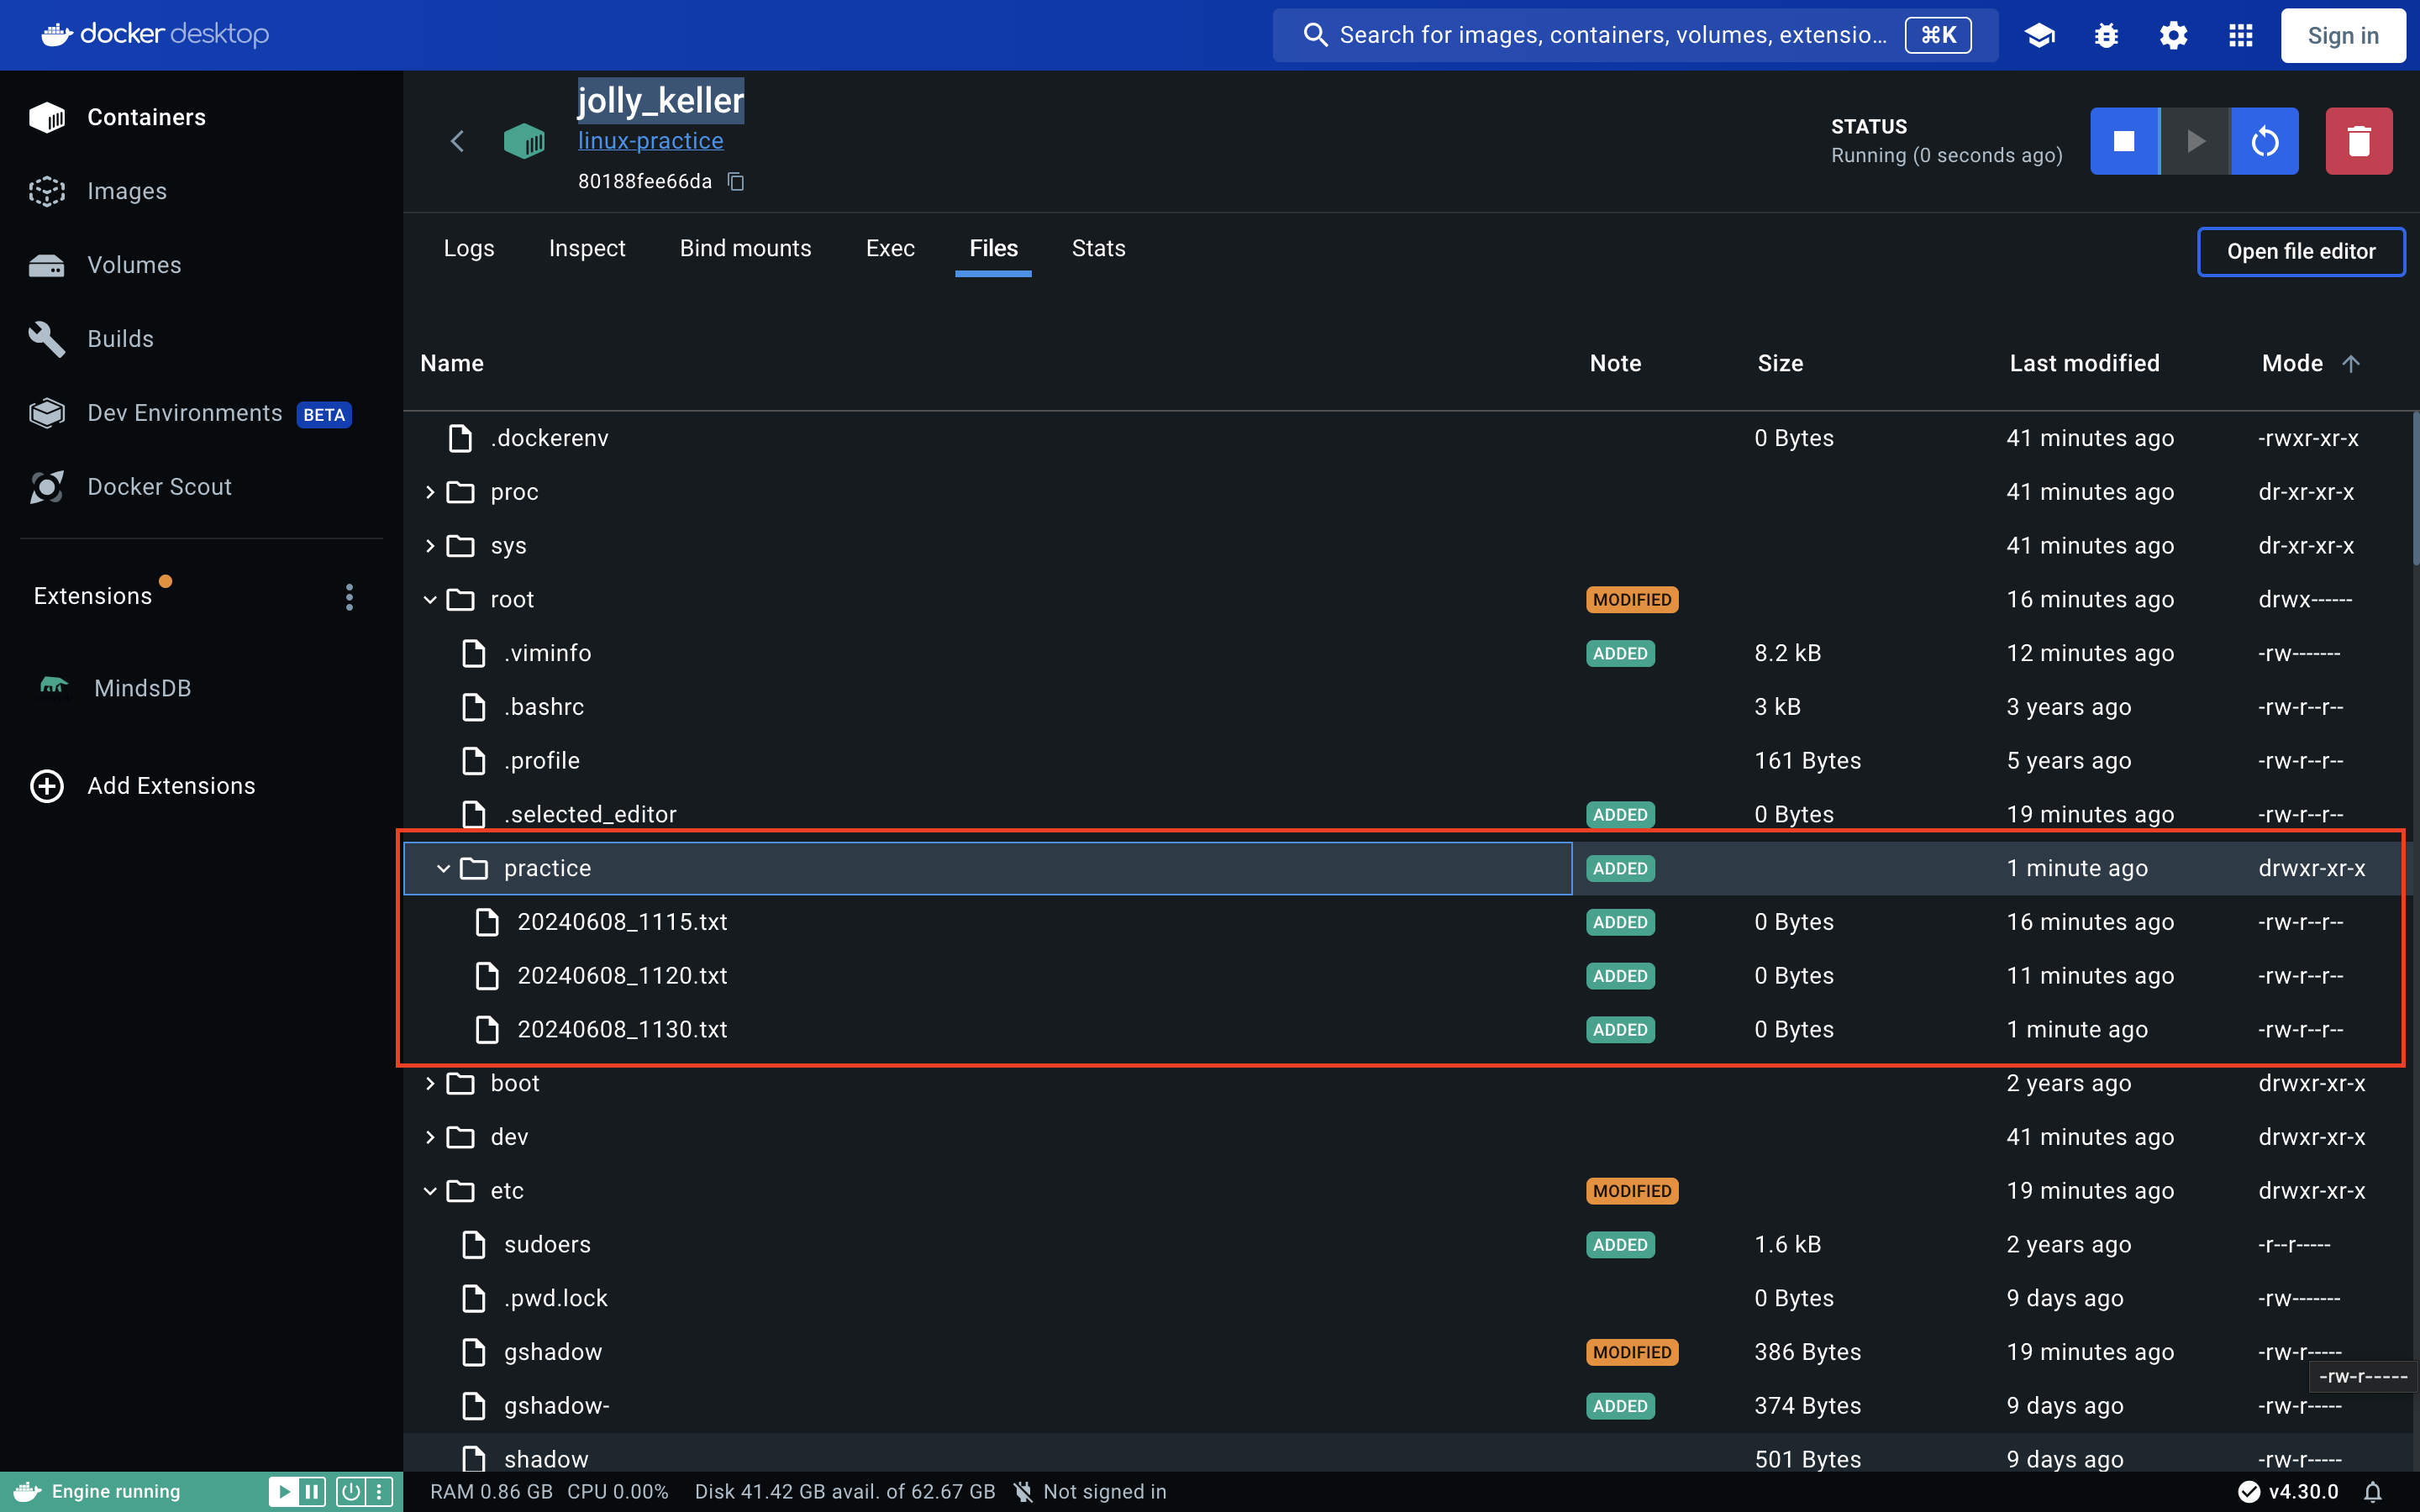 docker desktop
Search for images, containers, volumes, extensio... ⌘K
Sign in
Containers
Images
Volumes
Builds
Dev Environments BETA
Docker Scout
Extensions
MindsDB
Add Extensions
jolly_keller
linux-practice
80188fee66da
STATUS
Running (0 seconds ago)
Logs Inspect Bind mounts Exec Files Stats
Open file editor
Name Note Size Last modified Mode
.dockerenv 0 Bytes 41 minutes ago -rwxr-xr-x
proc 41 minutes ago dr-xr-xr-x
sys 41 minutes ago dr-xr-xr-x
root MODIFIED 16 minutes ago drwx------
.viminfo ADDED 8.2 kB 12 minutes ago -rw-------
.bashrc 3 kB 3 years ago -rw-r--r--
.profile 161 Bytes 5 years ago -rw-r--r--
.selected_editor ADDED 0 Bytes 19 minutes ago -rw-r--r--
practice ADDED 1 minute ago drwxr-xr-x
20240608_1115.txt ADDED 0 Bytes 16 minutes ago -rw-r--r--
20240608_1120.txt ADDED 0 Bytes 11 minutes ago -rw-r--r--
20240608_1130.txt ADDED 0 Bytes 1 minute ago -rw-r--r--
boot 2 years ago drwxr-xr-x
dev 41 minutes ago drwxr-xr-x
etc MODIFIED 19 minutes ago drwxr-xr-x
sudoers ADDED 1.6 kB 2 years ago -r--r-----
.pwd.lock 0 Bytes 9 days ago -rw-------
gshadow MODIFIED 386 Bytes 19 minutes ago -rw-r-----
-rw-r-----
gshadow- ADDED 374 Bytes 9 days ago -rw-r-----
shadow 501 Bytes 9 days ago -rw-r-----
Engine running
RAM 0.86 GB CPU 0.00% Disk 41.42 GB avail. of 62.67 GB Not signed in
v4.30.0